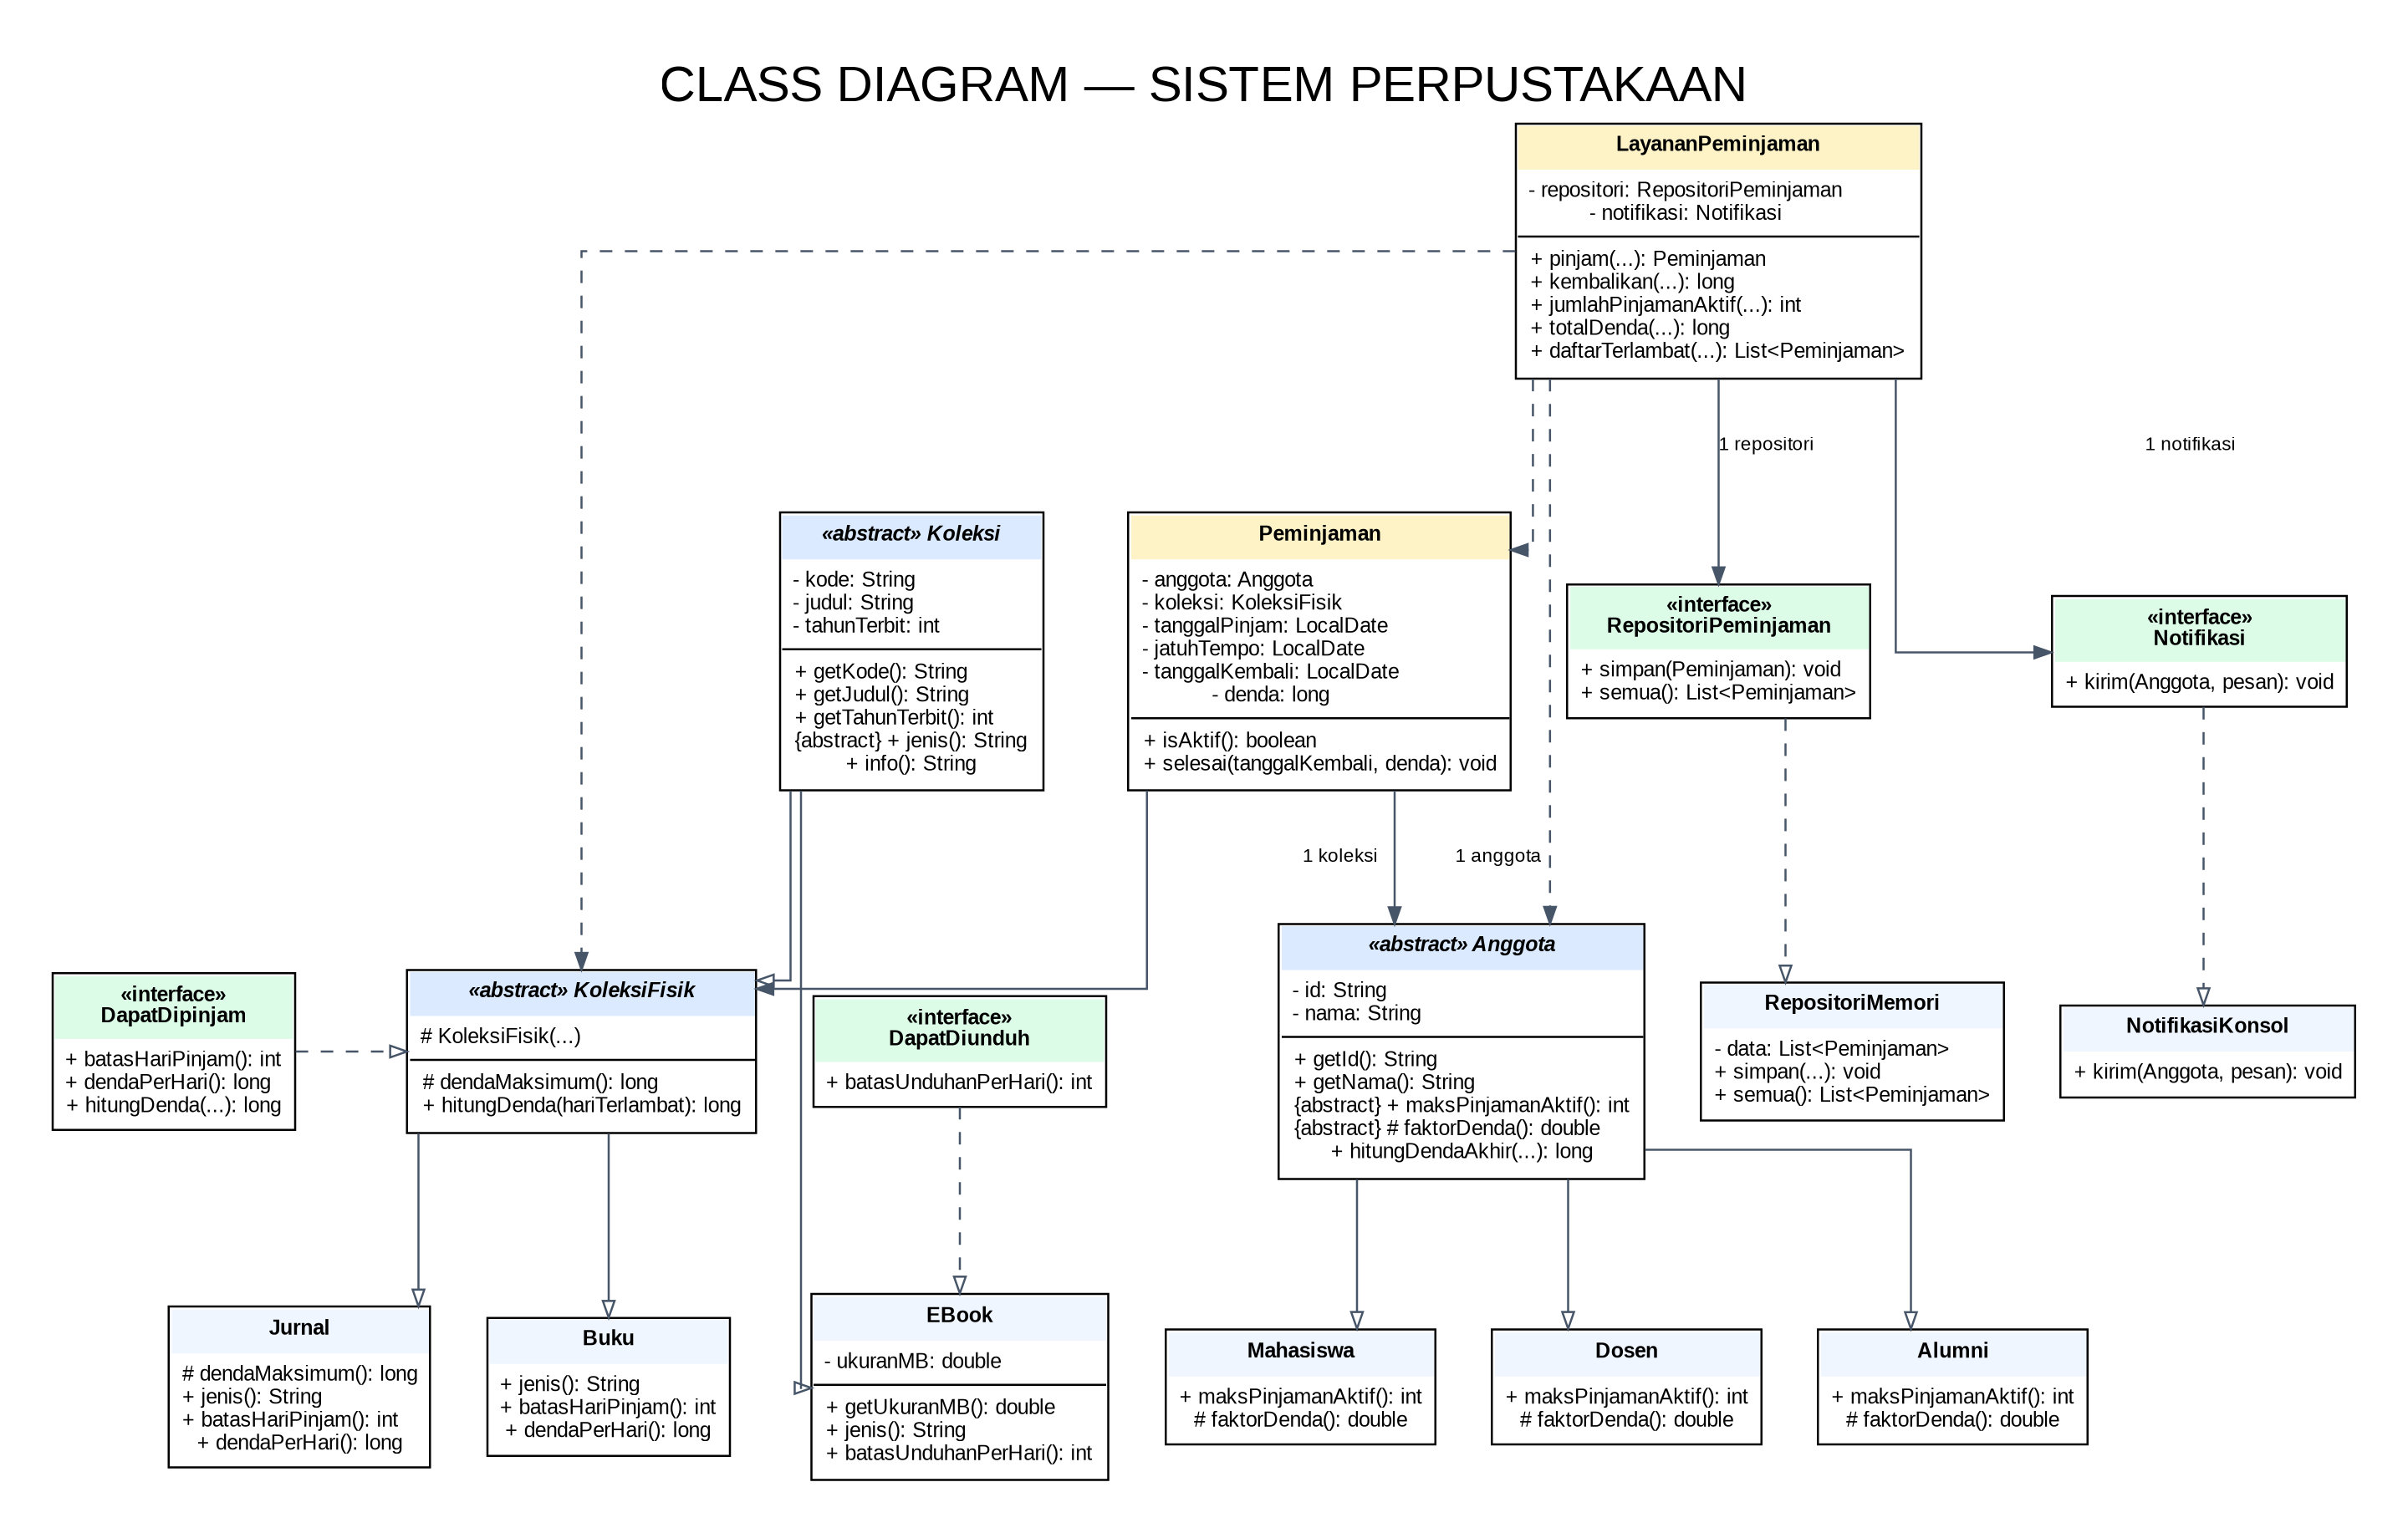 CLASS DIAGRAM — SISTEM PERPUSTAKAAN
LayananPeminjaman
- repositori: RepositoriPeminjaman
- notifikasi: Notifikasi
+ pinjam(...): Peminjaman
+ kembalikan(...): long
+ jumlahPinjamanAktif(...): int
+ totalDenda(...): long
+ daftarTerlambat(...): List<Peminjaman>
1 repositori
1 notifikasi
«abstract» Koleksi
- kode: String
- judul: String
- tahunTerbit: int
+ getKode(): String
+ getJudul(): String
+ getTahunTerbit(): int
{abstract} + jenis(): String
+ info(): String
Peminjaman
- anggota: Anggota
- koleksi: KoleksiFisik
- tanggalPinjam: LocalDate
- jatuhTempo: LocalDate
- tanggalKembali: LocalDate
- denda: long
+ isAktif(): boolean
+ selesai(tanggalKembali, denda): void
«interface»
RepositoriPeminjaman
+ simpan(Peminjaman): void
+ semua(): List<Peminjaman>
«interface»
Notifikasi
+ kirim(Anggota, pesan): void
1 koleksi
1 anggota
«interface»
DapatDipinjam
+ batasHariPinjam(): int
+ dendaPerHari(): long
+ hitungDenda(...): long
«abstract» KoleksiFisik
# KoleksiFisik(...)
# dendaMaksimum(): long
+ hitungDenda(hariTerlambat): long
«interface»
DapatDiunduh
+ batasUnduhanPerHari(): int
«abstract» Anggota
- id: String
- nama: String
+ getId(): String
+ getNama(): String
{abstract} + maksPinjamanAktif(): int
{abstract} # faktorDenda(): double
+ hitungDendaAkhir(...): long
RepositoriMemori
- data: List<Peminjaman>
+ simpan(...): void
+ semua(): List<Peminjaman>
NotifikasiKonsol
+ kirim(Anggota, pesan): void
Jurnal
# dendaMaksimum(): long
+ jenis(): String
+ batasHariPinjam(): int
+ dendaPerHari(): long
Buku
+ jenis(): String
+ batasHariPinjam(): int
+ dendaPerHari(): long
EBook
- ukuranMB: double
+ getUkuranMB(): double
+ jenis(): String
+ batasUnduhanPerHari(): int
Mahasiswa
+ maksPinjamanAktif(): int
# faktorDenda(): double
Dosen
+ maksPinjamanAktif(): int
# faktorDenda(): double
Alumni
+ maksPinjamanAktif(): int
# faktorDenda(): double